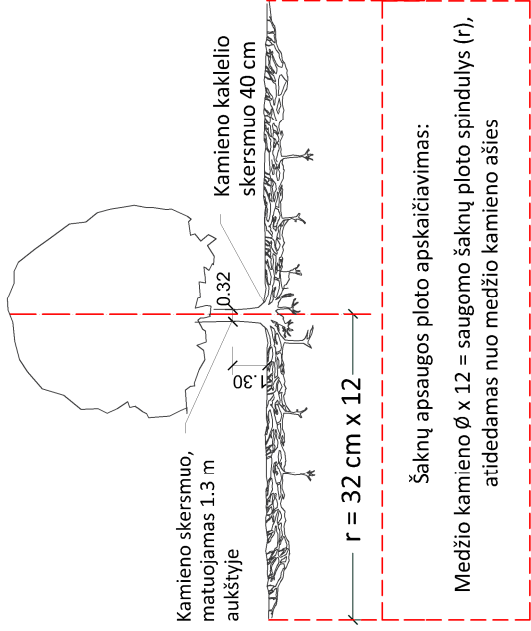 Kamieno skersmuo,
matuojamas 1.3 m
aukštyje
Kamieno kaklelio
skersmuo 40 cm
0.32
1.30
r = 32 cm x 12
Šaknų apsaugos ploto apskaičiavimas:
Medžio kamieno Ø x 12 = saugomo šaknų ploto spindulys (r),
atidedamas nuo medžio kamieno ašies